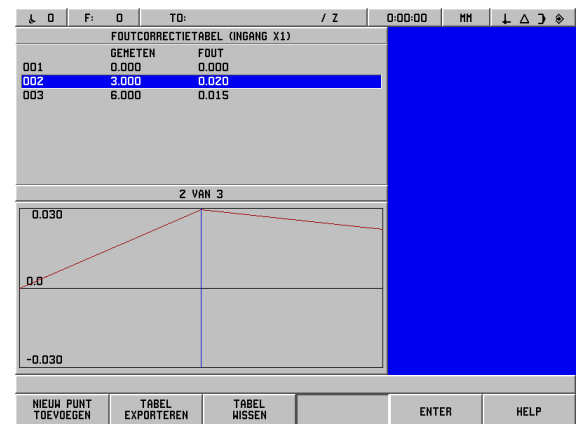 0 F: 0 T0: / Z 0:00:00 MM
FOUTCORRECTIETABEL (INGANG X1)
GEMETEN FOUT
001 0.000 0.000
002 3.000 0.020
003 6.000 0.015
2 VAN 3
0.030
0.0
-0.030
NIEUW PUNT TOEVOEGEN
TABEL EXPORTEREN
TABEL WISSEN
ENTER
HELP